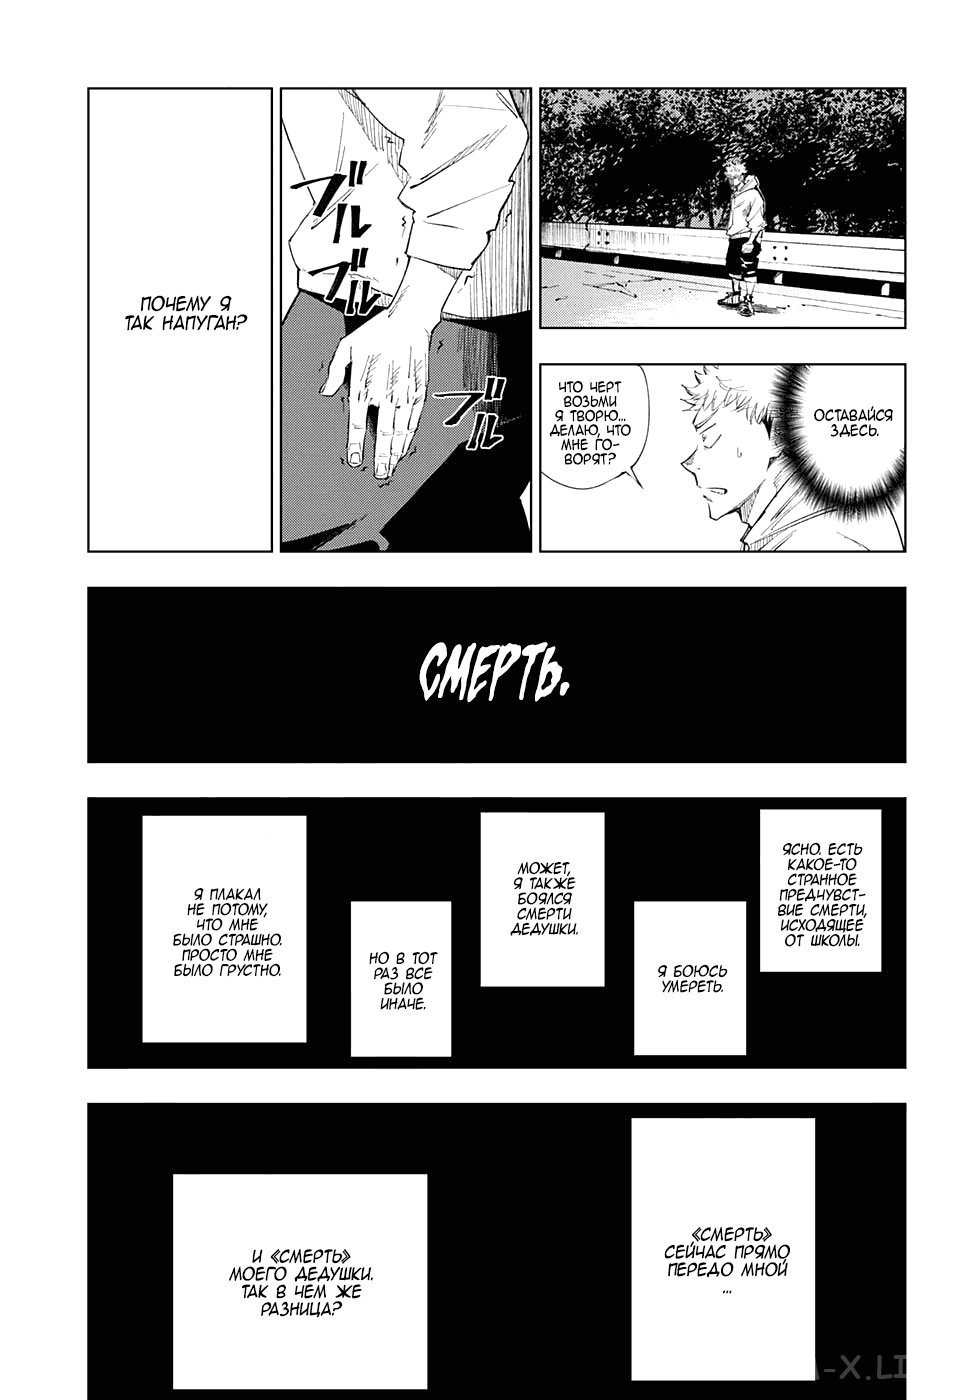 ОСТАВАЙСЯ
ЗДЕСЬ.
ЧТО ЧЕРТ
ВОЗЬМИ
Я ТВОРЮ...
ДЕЛАЮ, ЧТО
МНЕ ГО-
ВОРЯТ?
ブル
ブル
ブル
ПОЧЕМУ Я
ТАК НАПУГАН?
СМЕРТЬ.
ЯСНО. ЕСТЬ
КАКОЕ-ТО
СТРАННОЕ
ПРЕДЧУВСТ-
ВИЕ СМЕРТИ,
ИСХОДЯЩЕЕ
ОТ ШКОЛЫ.
Я БОЮСЬ
УМЕРЕТЬ.
МОЖЕТ,
Я ТАКЖЕ
БОЯЛСЯ
СМЕРТИ
ДЕДУШКИ.
НО В ТОТ
РАЗ ВСЕ
БЫЛО
ИНАЧЕ.
Я ПЛАКАЛ
НЕ ПОТОМУ,
ЧТО МНЕ
БЫЛО СТРАШНО.
ПРОСТО МНЕ
БЫЛО ГРУСТНО.
《СМЕРТЬ》
СЕЙЧАС ПРЯМО
ПЕРЕДО МНОЙ
...
И 《СМЕРТЬ》
МОЕГО ДЕДУШКИ.
ТАК В ЧЕМ ЖЕ
РАЗНИЦА?